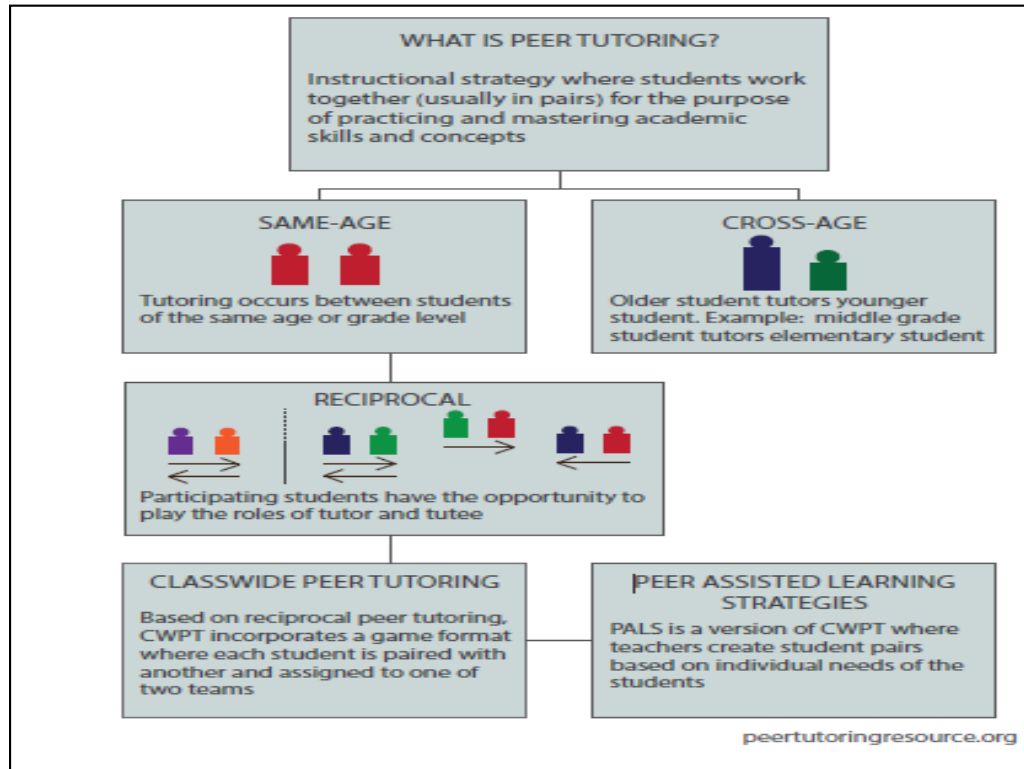 WHAT IS PEER TUTORING?
Instructional strategy where students work
together (usually in pairs) for the purpose
of practicing and mastering academic
skills and concepts
SAME-AGE
Tutoring occurs between students
of the same age or grade level
CROSS-AGE
Older student tutors younger
student. Example: middle grade
student tutors elementary student
RECIPROCAL
Participating students have the opportunity to
play the roles of tutor and tutee
CLASSWIDE PEER TUTORING
Based on reciprocal peer tutoring,
CWPT incorporates a game format
where each student is paired with
another and assigned to one of
two teams
PEER ASSISTED LEARNING
STRATEGIES
PALS is a version of CWPT where
teachers create student pairs
based on individual needs of the
students
peertutoringresource.org